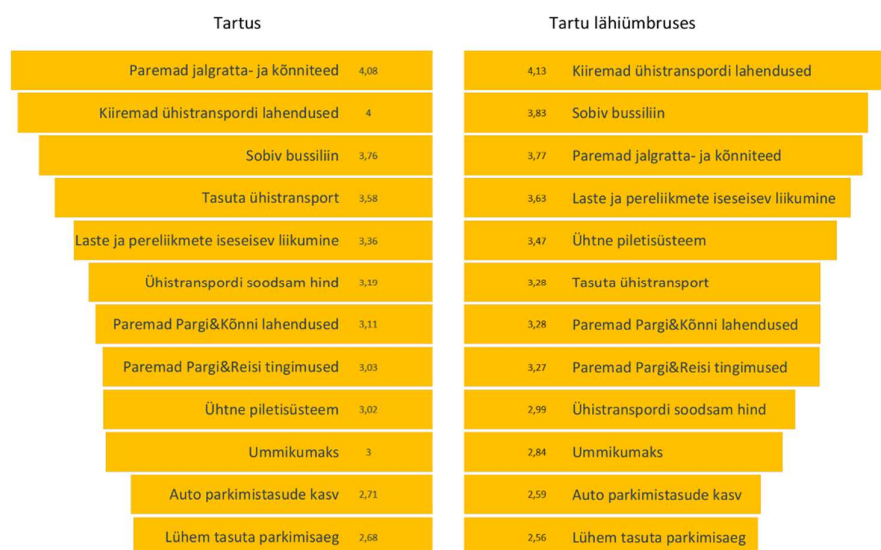 Tartus
Paremad jalgratta- ja kõnniteed 4,08
Kiiremad ühistranspordi lahendused 4
Sobiv bussiliin 3,76
Tasuta ühistransport 3,58
Laste ja pereliikmete iseseisev liikumine 3,36
Ühistranspordi soodsam hind 3,19
Paremad Pargi&Kõnni lahendused 3,11
Paremad Pargi&Reisi tingimused 3,03
Ühtne piletisüsteem 3,02
Ummikumaks 3
Auto parkimistasude kasv 2,71
Lühem tasuta parkimisaeg 2,68
Tartu lähiümbruses
4,13 Kiiremad ühistranspordi lahendused
3,83 Sobiv bussiliin
3,77 Paremad jalgratta- ja kõnniteed
3,63 Laste ja pereliikmete iseseisev liikumine
3,47 Ühtne piletisüsteem
3,28 Tasuta ühistransport
3,28 Paremad Pargi&Kõnni lahendused
3,27 Paremad Pargi&Reisi tingimused
2,99 Ühistranspordi soodsam hind
2,84 Ummikumaks
2,59 Auto parkimistasude kasv
2,56 Lühem tasuta parkimisaeg